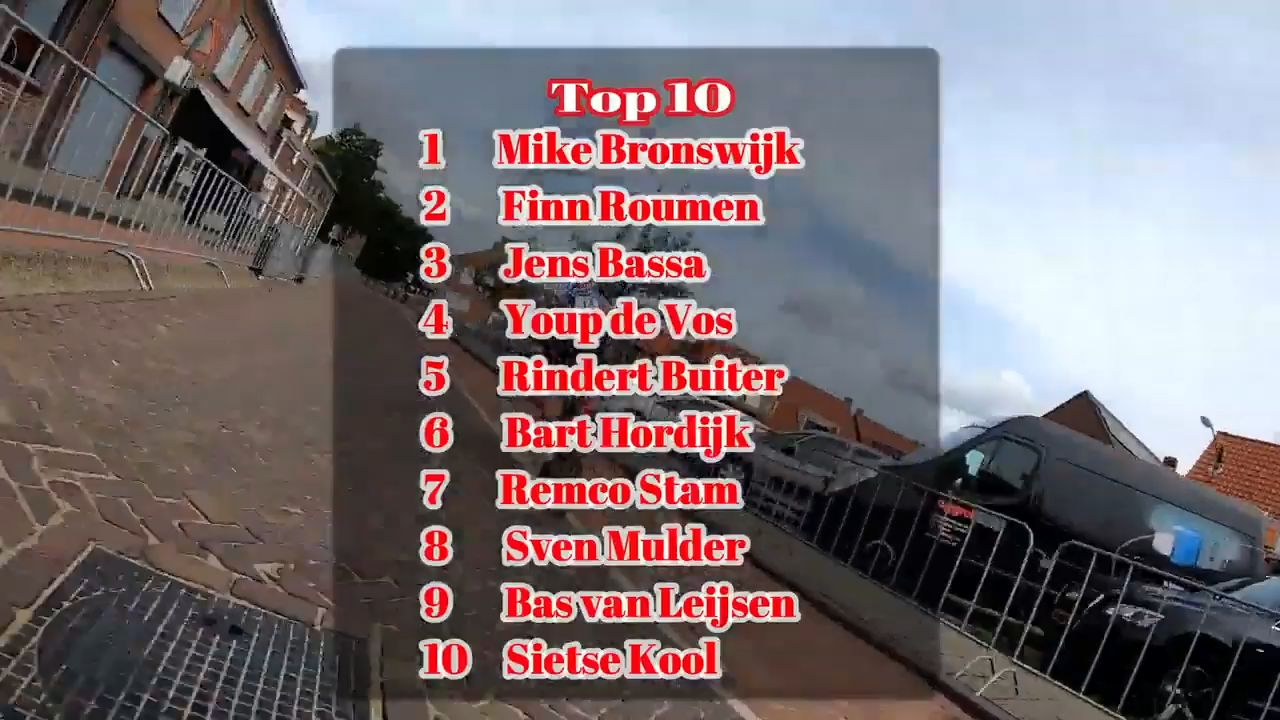 Top 10
1 Mike Bronswijk
2 Finn Roumen
3 Jens Bassa
4 Youp de Vos
5 Rindert Buiter
6 Bart Hordijk
7 Remco Stam
8 Sven Mulder
9 Bas van Leijsen
10 Sietse Kool